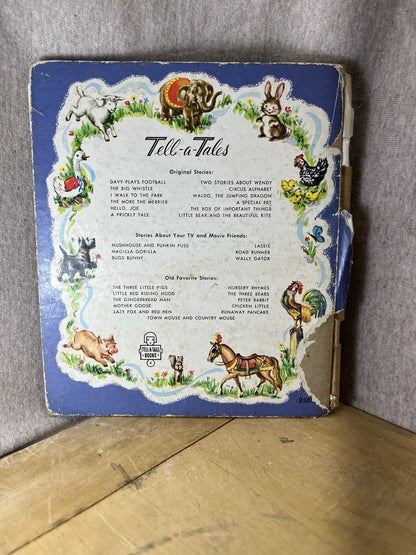 Tell-a-Tales
Original Stories:
DAVY PLAYS FOOTBALL
THE BIG WHISTLE
I WALK TO THE PARK
THE MORE THE MERRIER
HELLO, JOE
A PRICKLY TALE
TWO STORIES ABOUT WENDY
CIRCUS ALPHABET
WALDO, THE JUMPING DRAGON
A SPECIAL PET
THE BOX OF IMPORTANT THINGS
LITTLE BEAR AND THE BEAUTIFUL KITE
Stories About Your TV and Movie Friends:
MUSHMOUSE AND PUNKIN PUSS
MAGILLA GORILLA
BUGS BUNNY
LASSIE
ROAD RUNNER
WALLY GATOR
Old Favorite Stories:
THE THREE LITTLE PIGS
LITTLE RED RIDING HOOD
THE GINGERBREAD MAN
MOTHER GOOSE
LAZY FOX AND RED HEN
NURSERY RHYMES
THE THREE BEARS
PETER RABBIT
CHICKEN LITTLE
RUNAWAY PANCAKE
TOWN MOUSE AND COUNTRY MOUSE
TELL-A-TALE
BOOKS
250